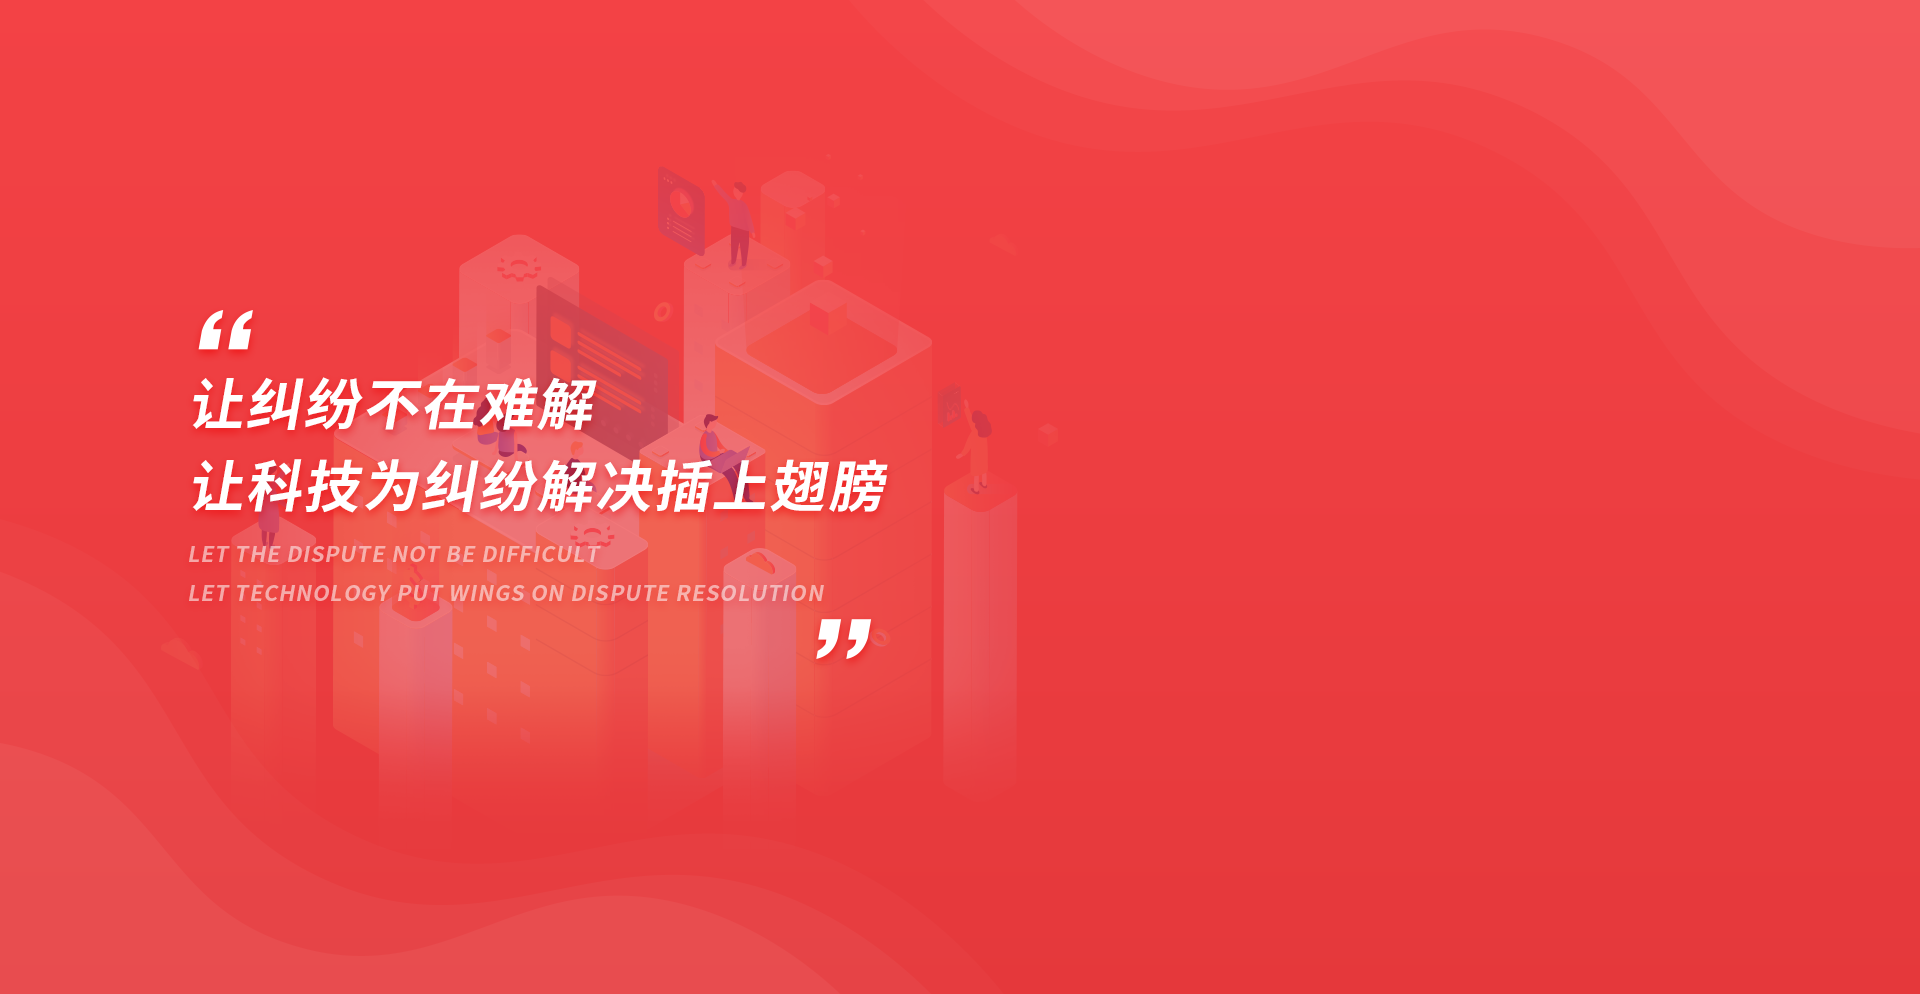 “
让纠纷不在难解
让科技为纠纷解决插上翅膀
LET THE DISPUTE NOT BE DIFFICULT
LET TECHNOLOGY PUT WINGS ON DISPUTE RESOLUTION
”